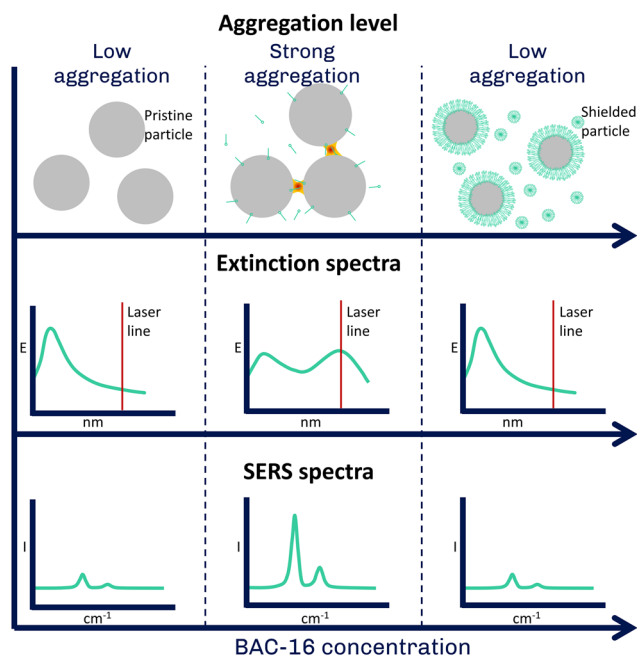 Aggregation level
Low
aggregation
Strong
aggregation
Low
aggregation
Pristine
particle
Shielded
particle
Extinction spectra
E
Laser
line
nm
E
Laser
line
nm
E
Laser
line
nm
SERS spectra
I
cm-1
I
cm-1
I
cm-1
BAC-16 concentration